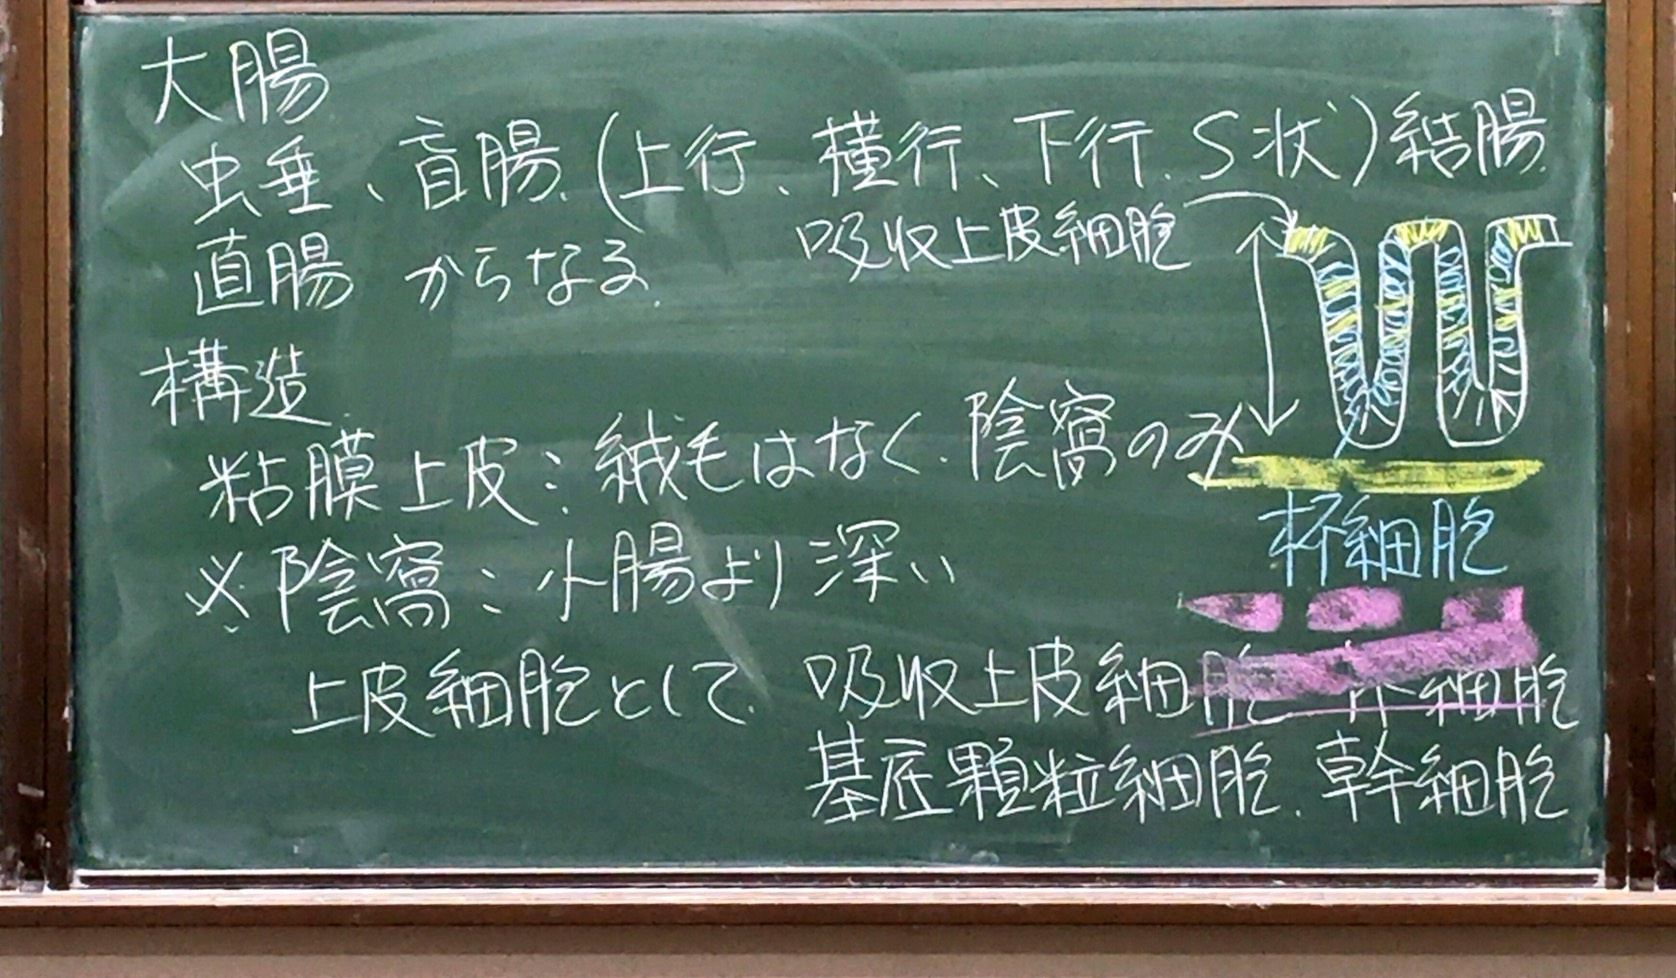 大腸
虫垂、盲腸、(上行、横行、下行、S状)結腸、
直腸 からなる。
吸収上皮細胞
構造
粘膜上皮：絨毛はなく、陰窩のみ
杯細胞
※陰窩：小腸より深い
上皮細胞として、吸収上皮細胞 杯細胞
基底顆粒細胞、幹細胞